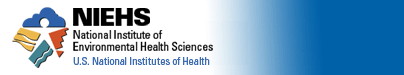 NIEHS
National Institute of
Environmental Health Sciences
U.S. National Institutes of Health